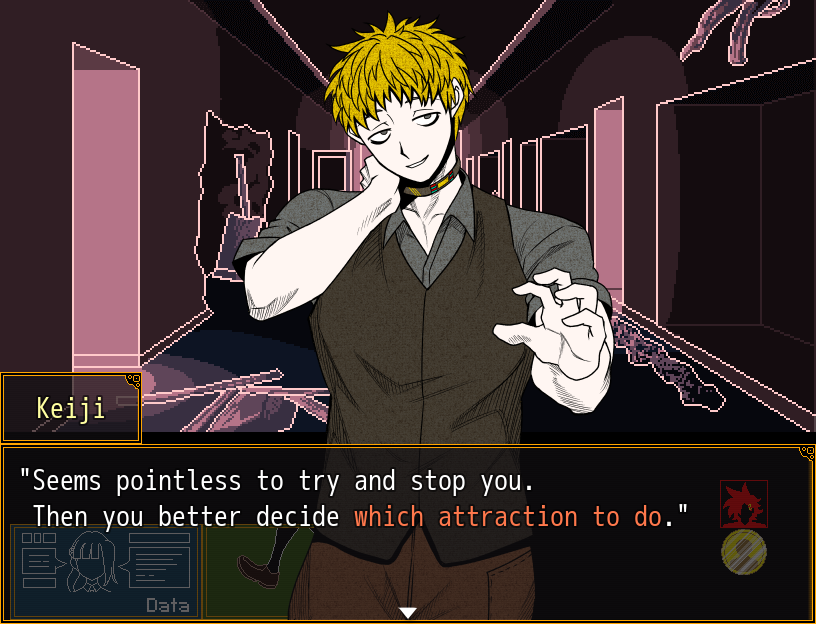 Keiji
"Seems pointless to try and stop you.
Then you better decide which attraction to do."
Data